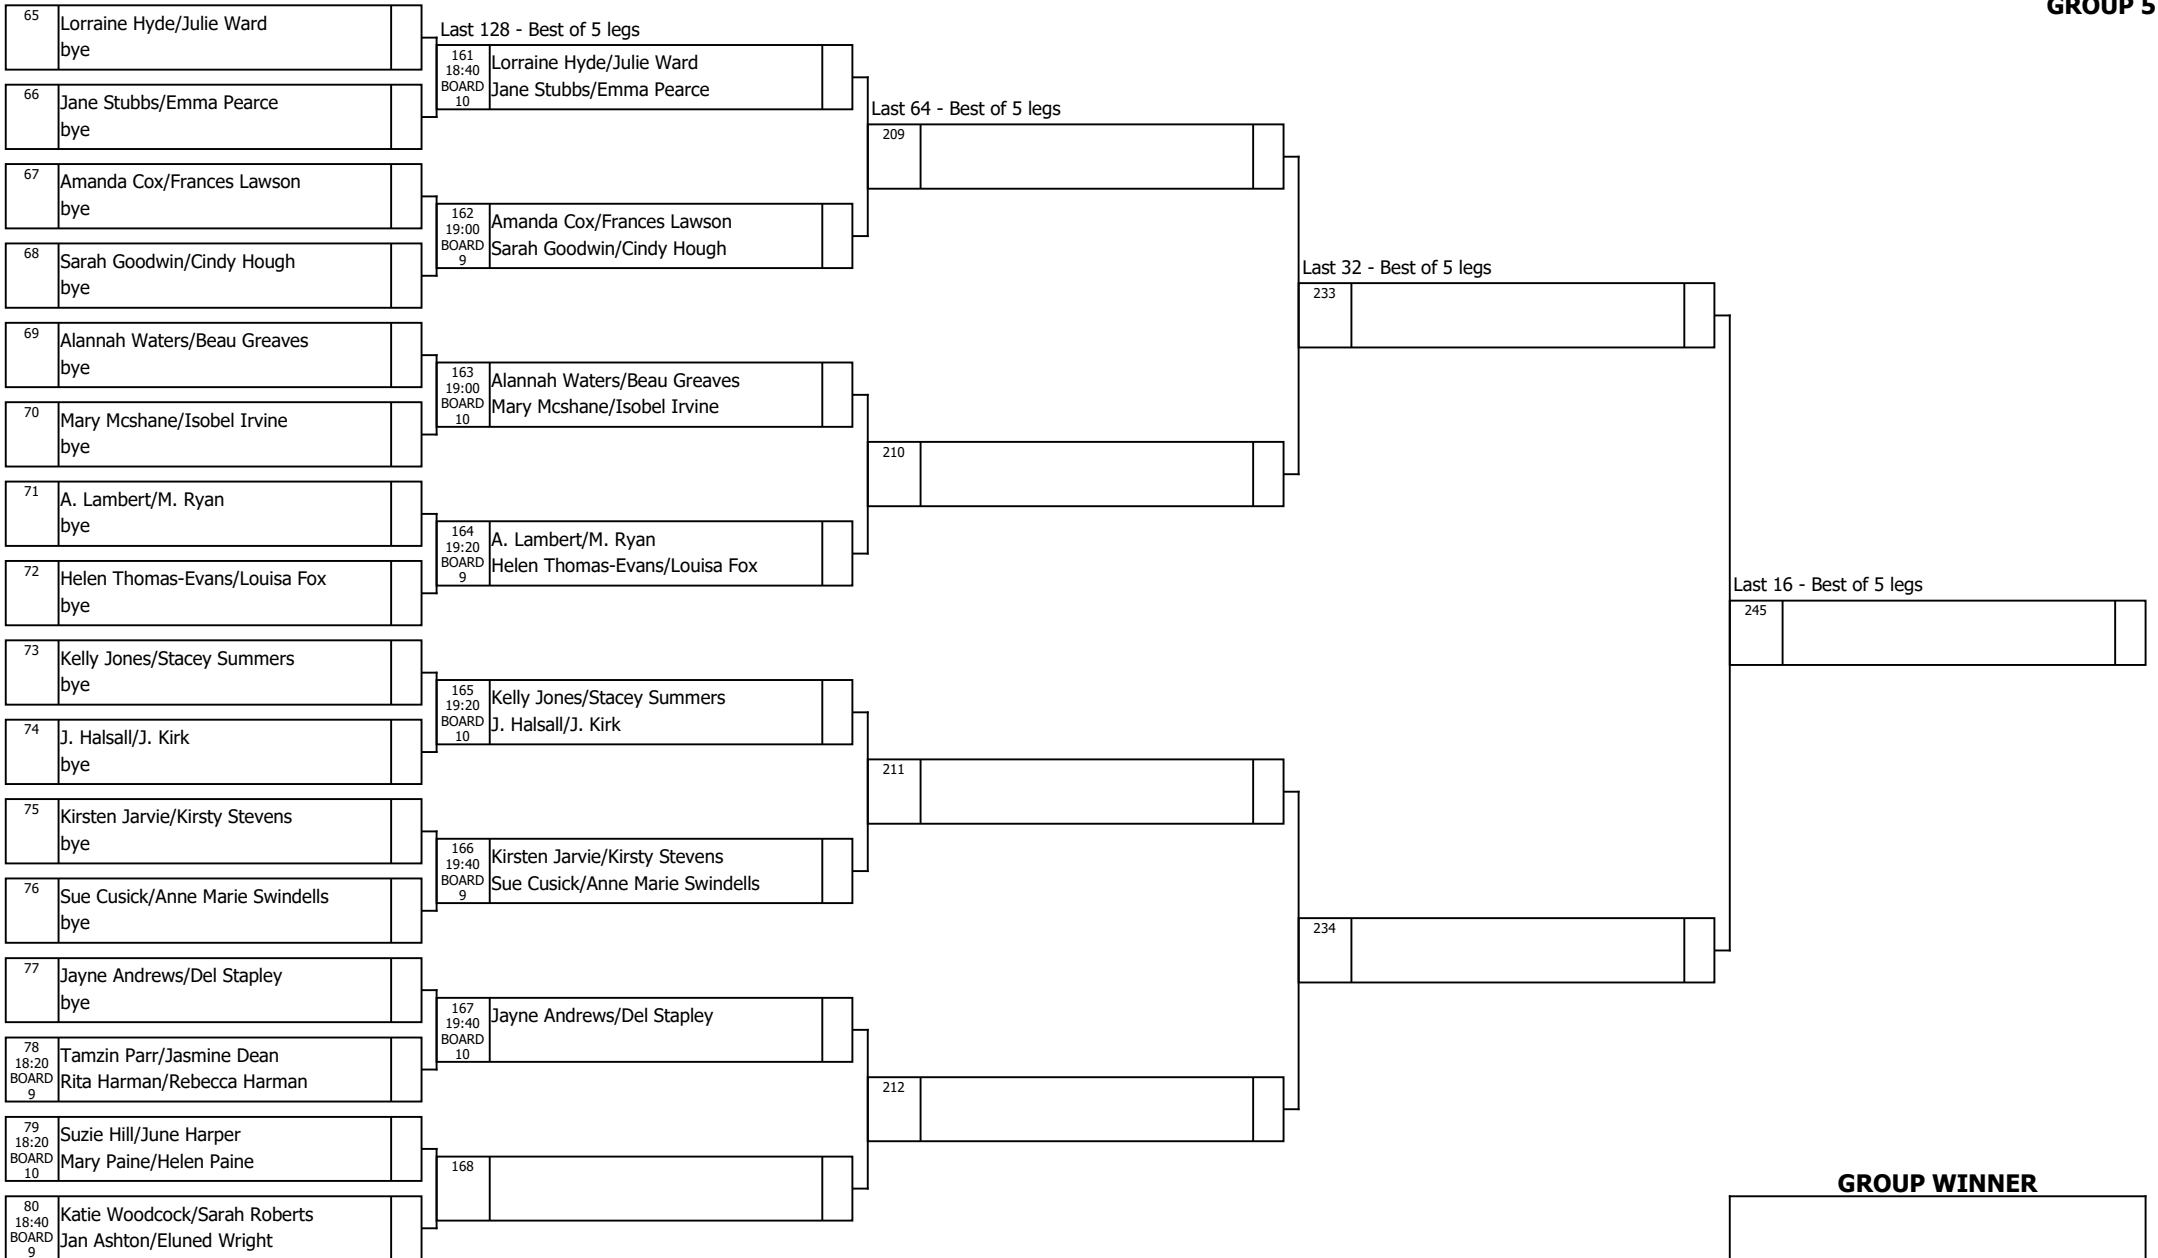 GROUP 5
65
Lorraine Hyde/Julie Ward
bye
66
Jane Stubbs/Emma Pearce
bye
67
Amanda Cox/Frances Lawson
bye
68
Sarah Goodwin/Cindy Hough
bye
69
Alannah Waters/Beau Greaves
bye
70
Mary Mcshane/Isobel Irvine
bye
71
A. Lambert/M. Ryan
bye
72
Helen Thomas-Evans/Louisa Fox
bye
73
Kelly Jones/Stacey Summers
bye
74
J. Halsall/J. Kirk
bye
75
Kirsten Jarvie/Kirsty Stevens
bye
76
Sue Cusick/Anne Marie Swindells
bye
77
Jayne Andrews/Del Stapley
bye
78
18:20
BOARD
9
Tamzin Parr/Jasmine Dean
Rita Harman/Rebecca Harman
79
18:20
BOARD
10
Suzie Hill/June Harper
Mary Paine/Helen Paine
80
18:40
BOARD
9
Katie Woodcock/Sarah Roberts
Jan Ashton/Eluned Wright
Last 128 - Best of 5 legs
161
18:40
BOARD
10
Lorraine Hyde/Julie Ward
Jane Stubbs/Emma Pearce
162
19:00
BOARD
9
Amanda Cox/Frances Lawson
Sarah Goodwin/Cindy Hough
163
19:00
BOARD
10
Alannah Waters/Beau Greaves
Mary Mcshane/Isobel Irvine
164
19:20
BOARD
9
A. Lambert/M. Ryan
Helen Thomas-Evans/Louisa Fox
165
19:20
BOARD
10
Kelly Jones/Stacey Summers
J. Halsall/J. Kirk
166
19:40
BOARD
9
Kirsten Jarvie/Kirsty Stevens
Sue Cusick/Anne Marie Swindells
167
19:40
BOARD
10
Jayne Andrews/Del Stapley
168
Last 64 - Best of 5 legs
209
210
211
212
Last 32 - Best of 5 legs
233
234
Last 16 - Best of 5 legs
245
GROUP WINNER